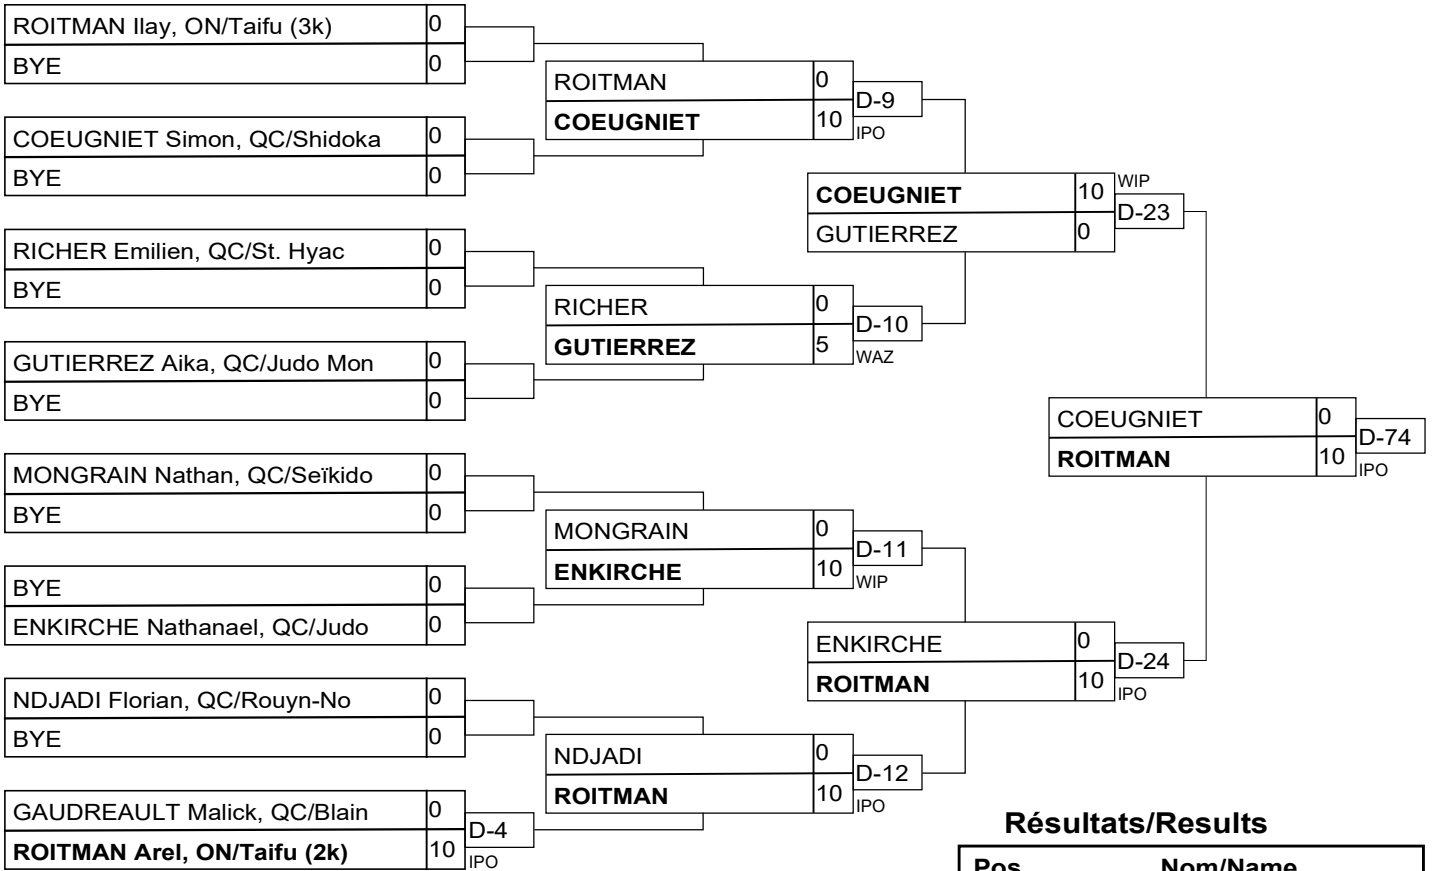 ROITMAN Ilay, ON/Taifu (3k) 0
BYE 0
COEUGNIET Simon, QC/Shidoka 0
BYE 0
RICHER Emilien, QC/St. Hyac 0
BYE 0
GUTIERREZ Aika, QC/Judo Mon 0
BYE 0
MONGRAIN Nathan, QC/Seïkido 0
BYE 0
BYE 0
ENKIRCHE Nathanael, QC/Judo 0
NDJADI Florian, QC/Rouyn-No 0
BYE 0
GAUDREAULT Malick, QC/Blain 0
ROITMAN Arel, ON/Taifu (2k) 10
D-4
IPO
ROITMAN 0
COEUGNIET 10
D-9
IPO
RICHER 0
GUTIERREZ 5
D-10
WAZ
MONGRAIN 0
ENKIRCHE 10
D-11
WIP
NDJADI 0
ROITMAN 10
D-12
IPO
COEUGNIET 10
GUTIERREZ 0
WIP
D-23
ENKIRCHE 0
ROITMAN 10
D-24
IPO
COEUGNIET 0
ROITMAN 10
D-74
IPO
Résultats/Results
Pos Nom/Name